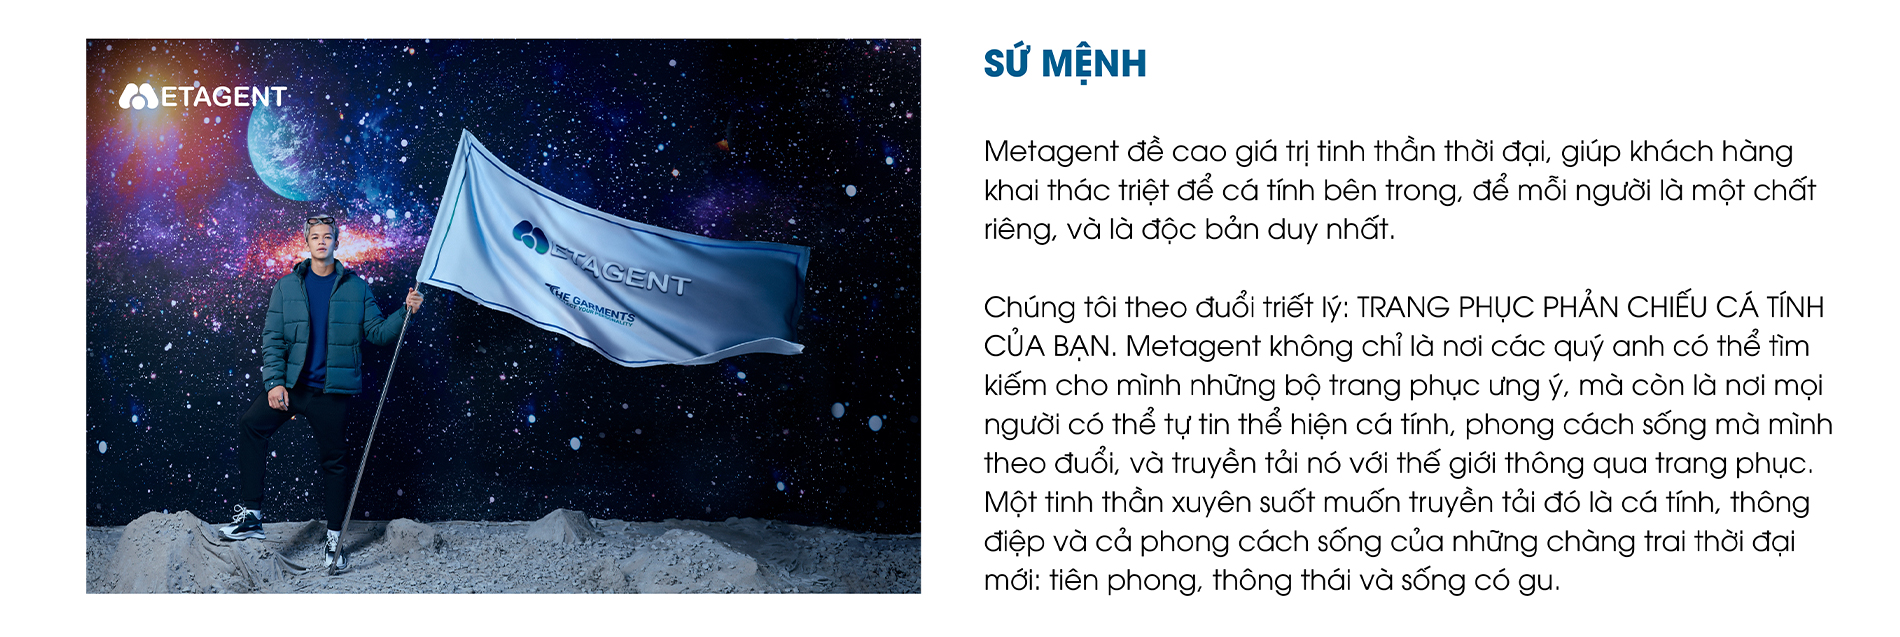 METAGENT
METAGENT
THE GARMENTS
YOUR PERSONALITY
SỨ MỆNH
Metagent đề cao giá trị tinh thần thời đại, giúp khách hàng
khai thác triệt để cá tính bên trong, để mỗi người là một chất
riêng, và là độc bản duy nhất.
Chúng tôi theo đuổi triết lý: TRANG PHỤC PHẢN CHIẾU CÁ TÍNH
CỦA BẠN. Metagent không chỉ là nơi các quý anh có thể tìm
kiếm cho mình những bộ trang phục ưng ý, mà còn là nơi mọi
người có thể tự tin thể hiện cá tính, phong cách sống mà mình
theo đuổi, và truyền tải nó với thế giới thông qua trang phục.
Một tinh thần xuyên suốt muốn truyền tải đó là cá tính, thông
điệp và cả phong cách sống của những chàng trai thời đại
mới: tiên phong, thông thái và sống có gu.